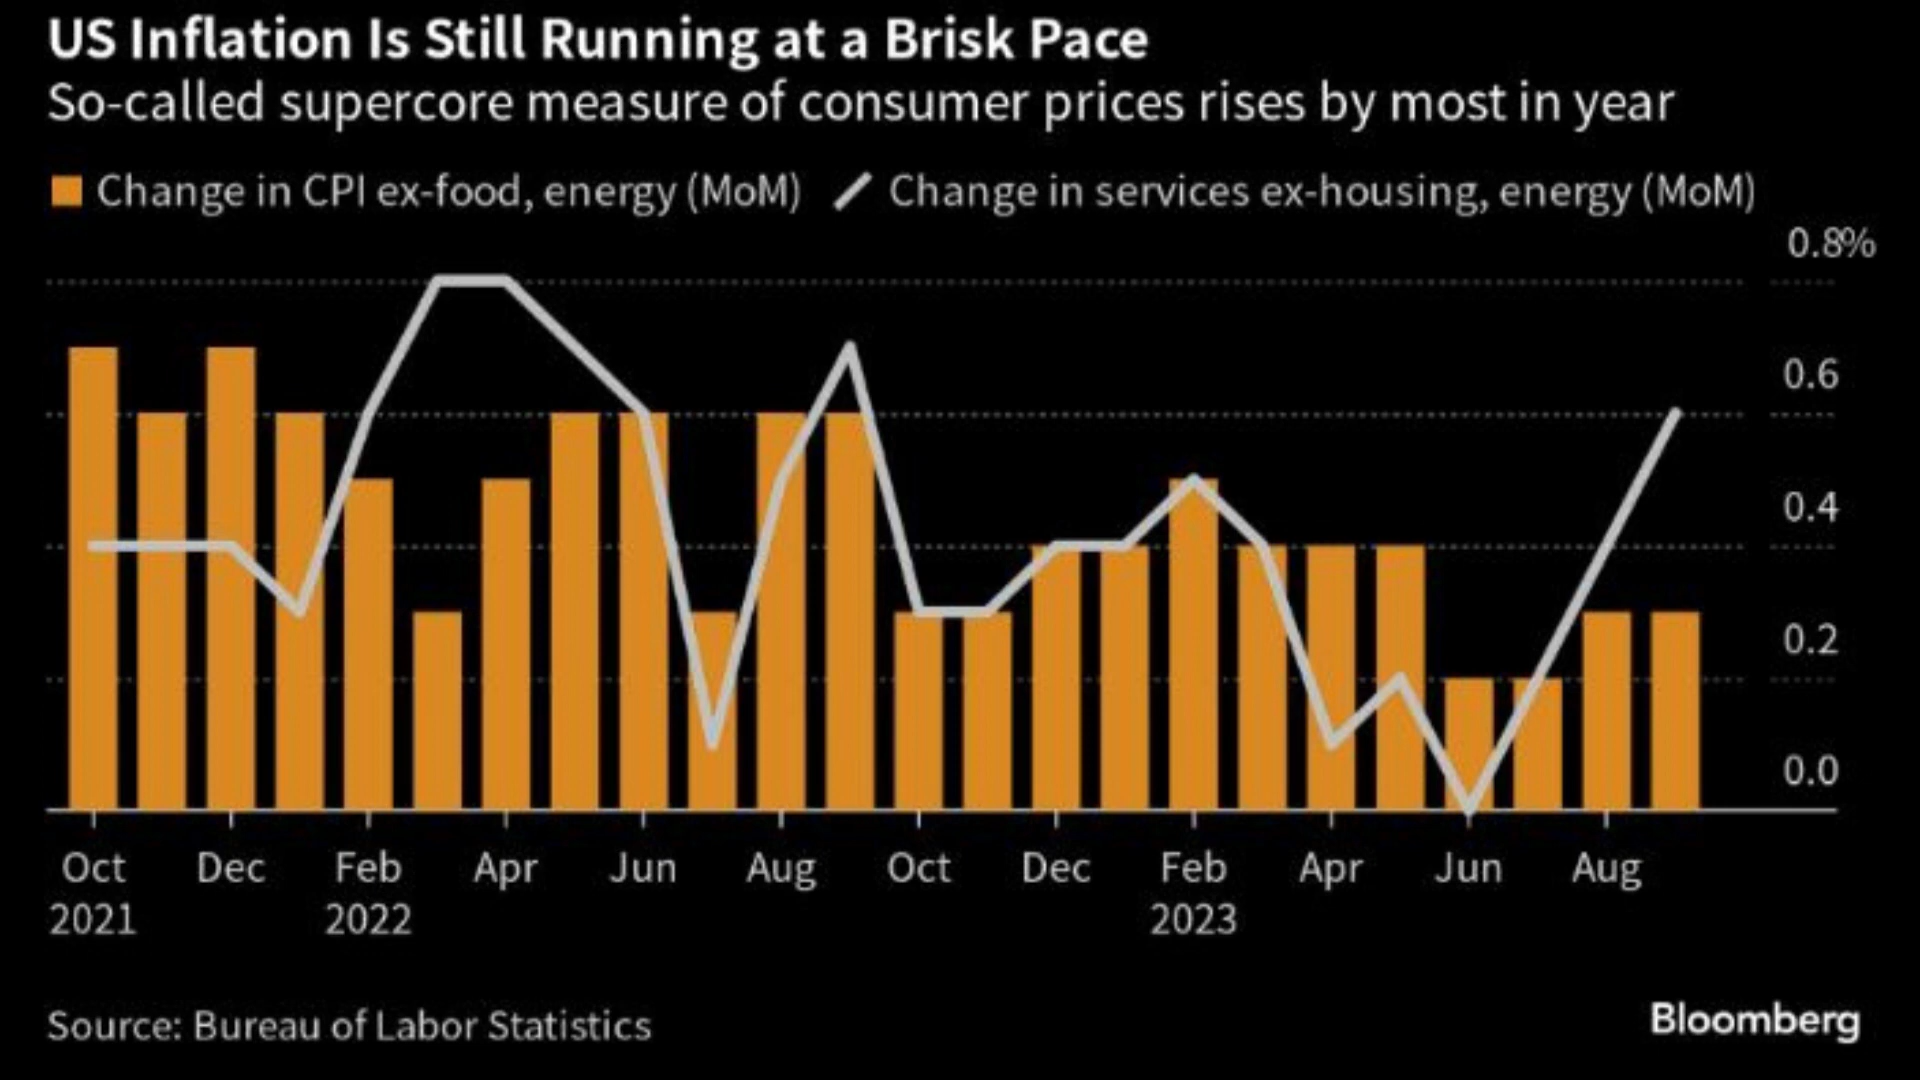 US Inflation Is Still Running at a Brisk Pace
So-called supercore measure of consumer prices rises by most in year
Change in CPI ex-food, energy (MoM) Change in services ex-housing, energy (MoM)
0.8%
0.6
0.4
0.2
0.0
Oct Dec Feb Apr Jun Aug Oct Dec Feb Apr Jun Aug
2021 2022 2023
Source: Bureau of Labor Statistics
Bloomberg